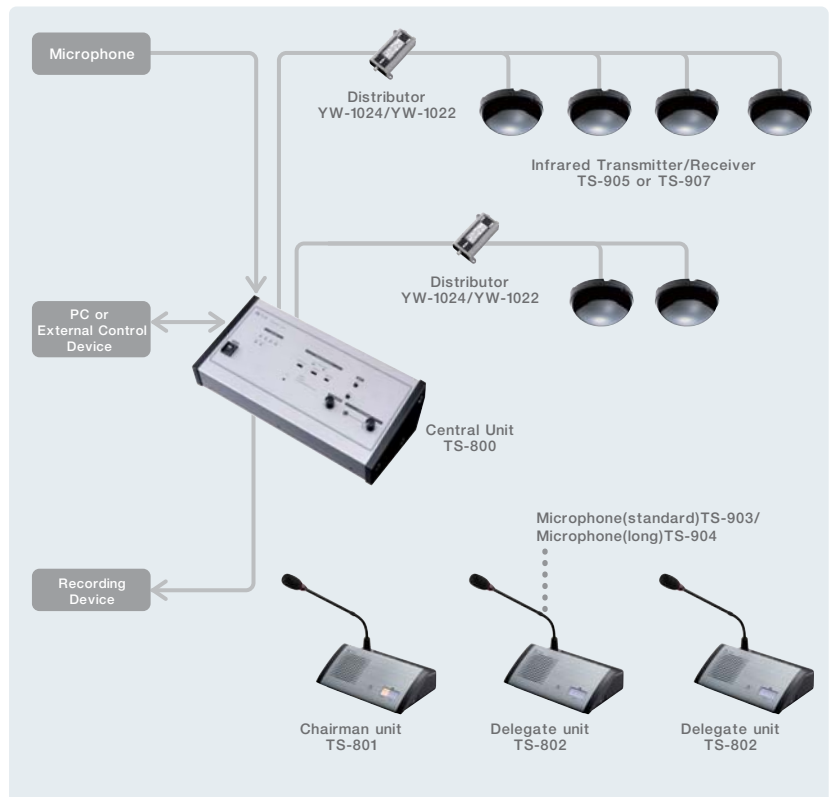 Microphone
Distributor
YW-1024/YW-1022
Infrared Transmitter/Receiver
TS-905 or TS-907
Distributor
YW-1024/YW-1022
PC or
External Control
Device
Central Unit
TS-800
Microphone(standard)TS-903/
Microphone(long)TS-904
Recording
Device
Chairman unit
TS-801
Delegate unit
TS-802
Delegate unit
TS-802